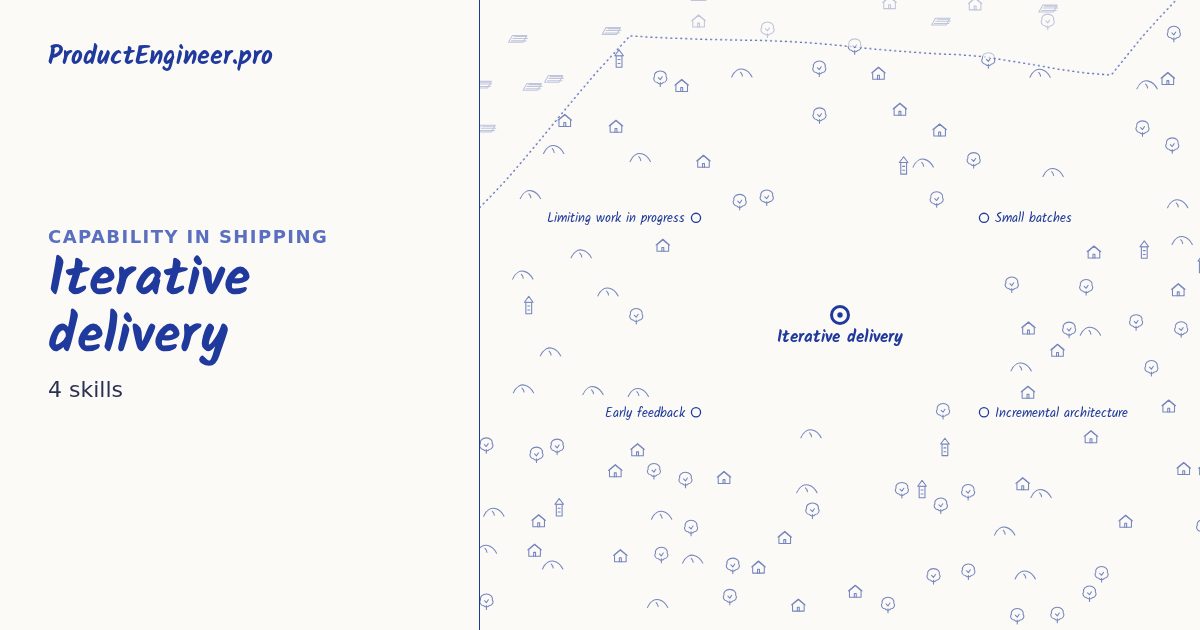 ProductEngineer.pro
CAPABILITY IN SHIPPING
Iterative
delivery
4 skills
Limiting work in progress
Small batches
Iterative delivery
Early feedback
Incremental architecture